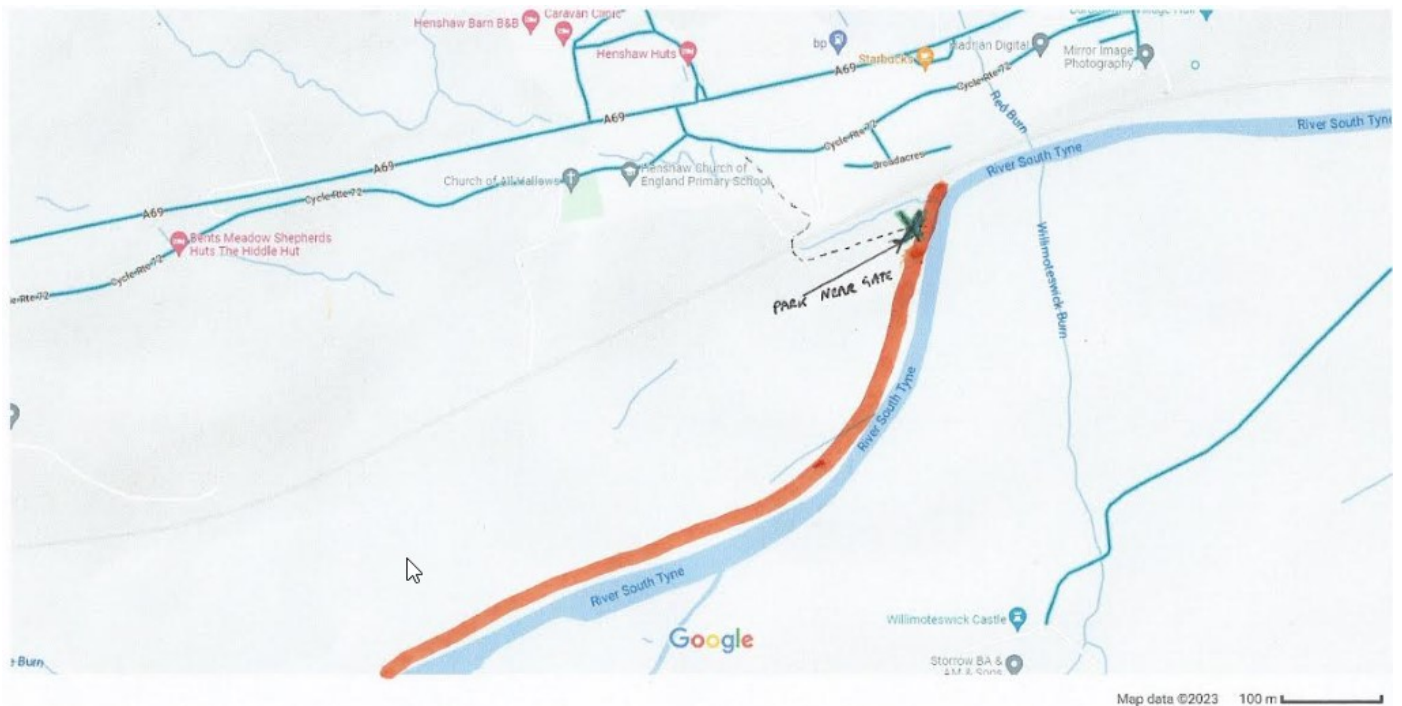 Henshaw Barn B&B
Caravan Clinic
Henshaw Huts
bp
Starbucks
Hadrian Digital
Mirror Image
Photography
A69
A69
A69
A69
Cycle-Rte-72
Cycle-Rte-72
Cycle-Rte-72
Cycle-Rte-72
e-Rte-72
Red Burn
River South Tyne
River South Tyne
Broadacres
Church of All Hallows
Henshaw Church of
England Primary School
Bents Meadow Shepherds
Huts The Hiddle Hut
PARK NEAR GATE
Willimoteswick Burn
River South Tyne
River South Tyne
Google
Willimoteswick Castle
Storrow BA &
AM & Sons
Burn
Map data ©2023
100 m